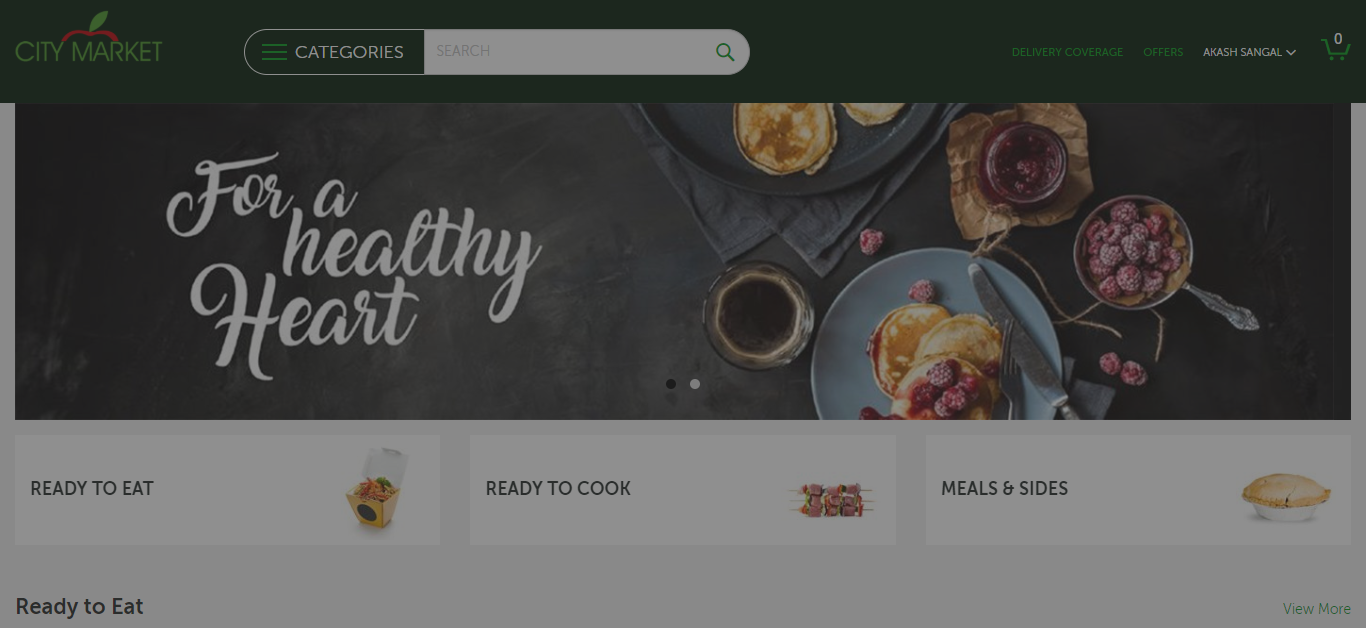 CITY MARKET
CATEGORIES
SEARCH
DELIVERY COVERAGE
OFFERS
AKASH SANGAL
0
For a
healthy
Heart
READY TO EAT
READY TO COOK
MEALS & SIDES
Ready to Eat
View More